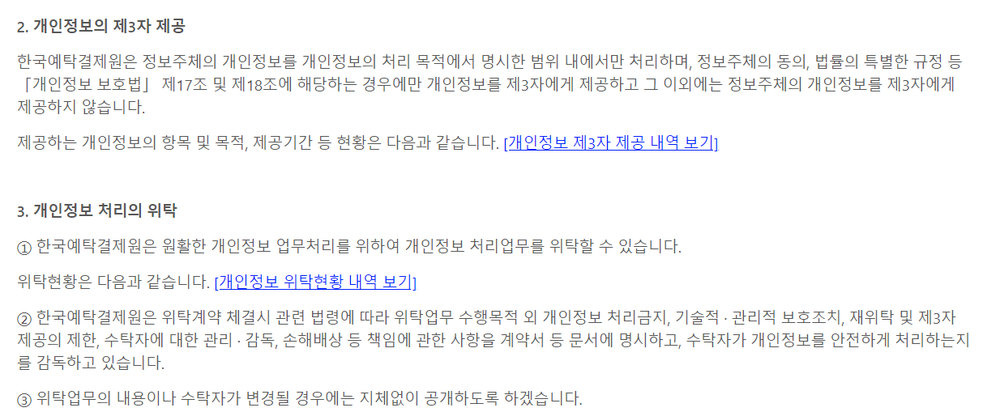 2. 개인정보의 제3자 제공
한국예탁결제원은 정보주체의 개인정보를 개인정보의 처리 목적에서 명시한 범위 내에서만 처리하며, 정보주체의 동의, 법률의 특별한 규정 등
「개인정보 보호법」 제17조 및 제18조에 해당하는 경우에만 개인정보를 제3자에게 제공하고 그 이외에는 정보주체의 개인정보를 제3자에게
제공하지 않습니다.
제공하는 개인정보의 항목 및 목적, 제공기간 등 현황은 다음과 같습니다. [개인정보 제3자 제공 내역 보기]
3. 개인정보 처리의 위탁
① 한국예탁결제원은 원활한 개인정보 업무처리를 위하여 개인정보 처리업무를 위탁할 수 있습니다.
위탁현황은 다음과 같습니다. [개인정보 위탁현황 내역 보기]
② 한국예탁결제원은 위탁계약 체결시 관련 법령에 따라 위탁업무 수행목적 외 개인정보 처리금지, 기술적 · 관리적 보호조치, 재위탁 및 제3자
제공의 제한, 수탁자에 대한 관리 · 감독, 손해배상 등 책임에 관한 사항을 계약서 등 문서에 명시하고, 수탁자가 개인정보를 안전하게 처리하는지
를 감독하고 있습니다.
③ 위탁업무의 내용이나 수탁자가 변경될 경우에는 지체없이 공개하도록 하겠습니다.